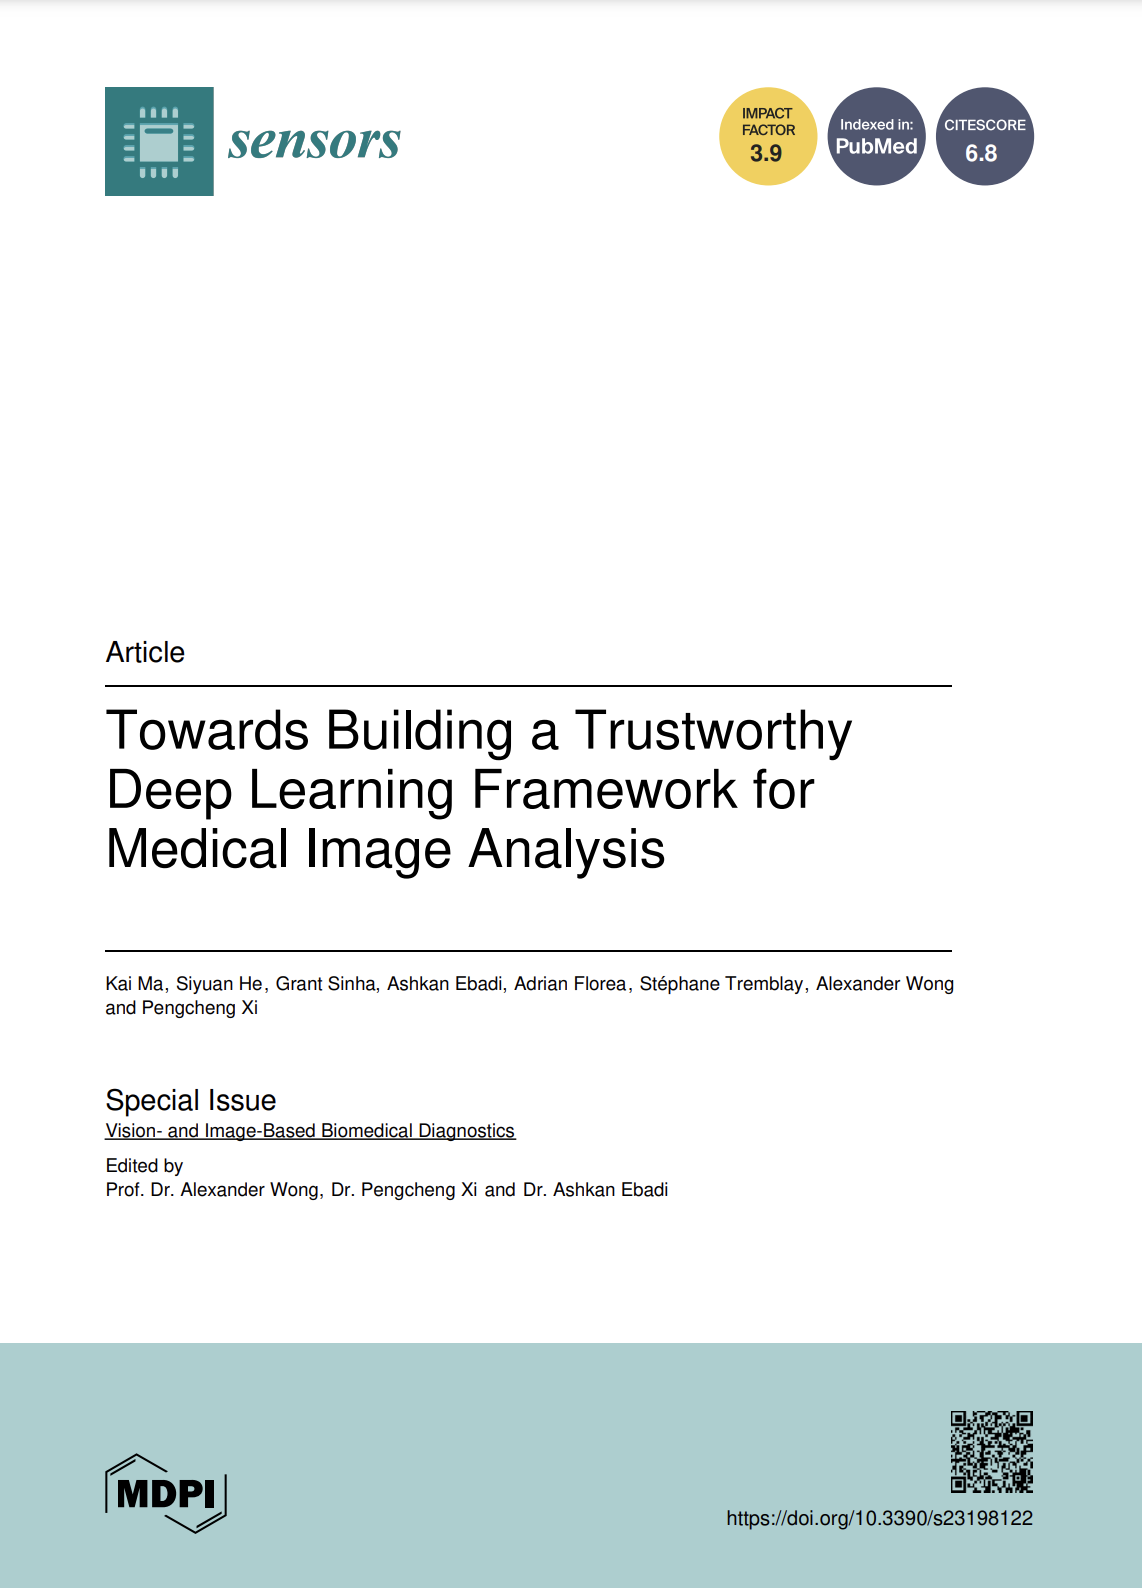 sensors
IMPACT
FACTOR
3.9
Indexed in:
PubMed
CITESCORE
6.8
Article
Towards Building a Trustworthy
Deep Learning Framework for
Medical Image Analysis
Kai Ma, Siyuan He, Grant Sinha, Ashkan Ebadi, Adrian Florea, Stéphane Tremblay, Alexander Wong
and Pengcheng Xi
Special Issue
Vision- and Image-Based Biomedical Diagnostics
Edited by
Prof. Dr. Alexander Wong, Dr. Pengcheng Xi and Dr. Ashkan Ebadi
MDPI
https://doi.org/10.3390/s23198122